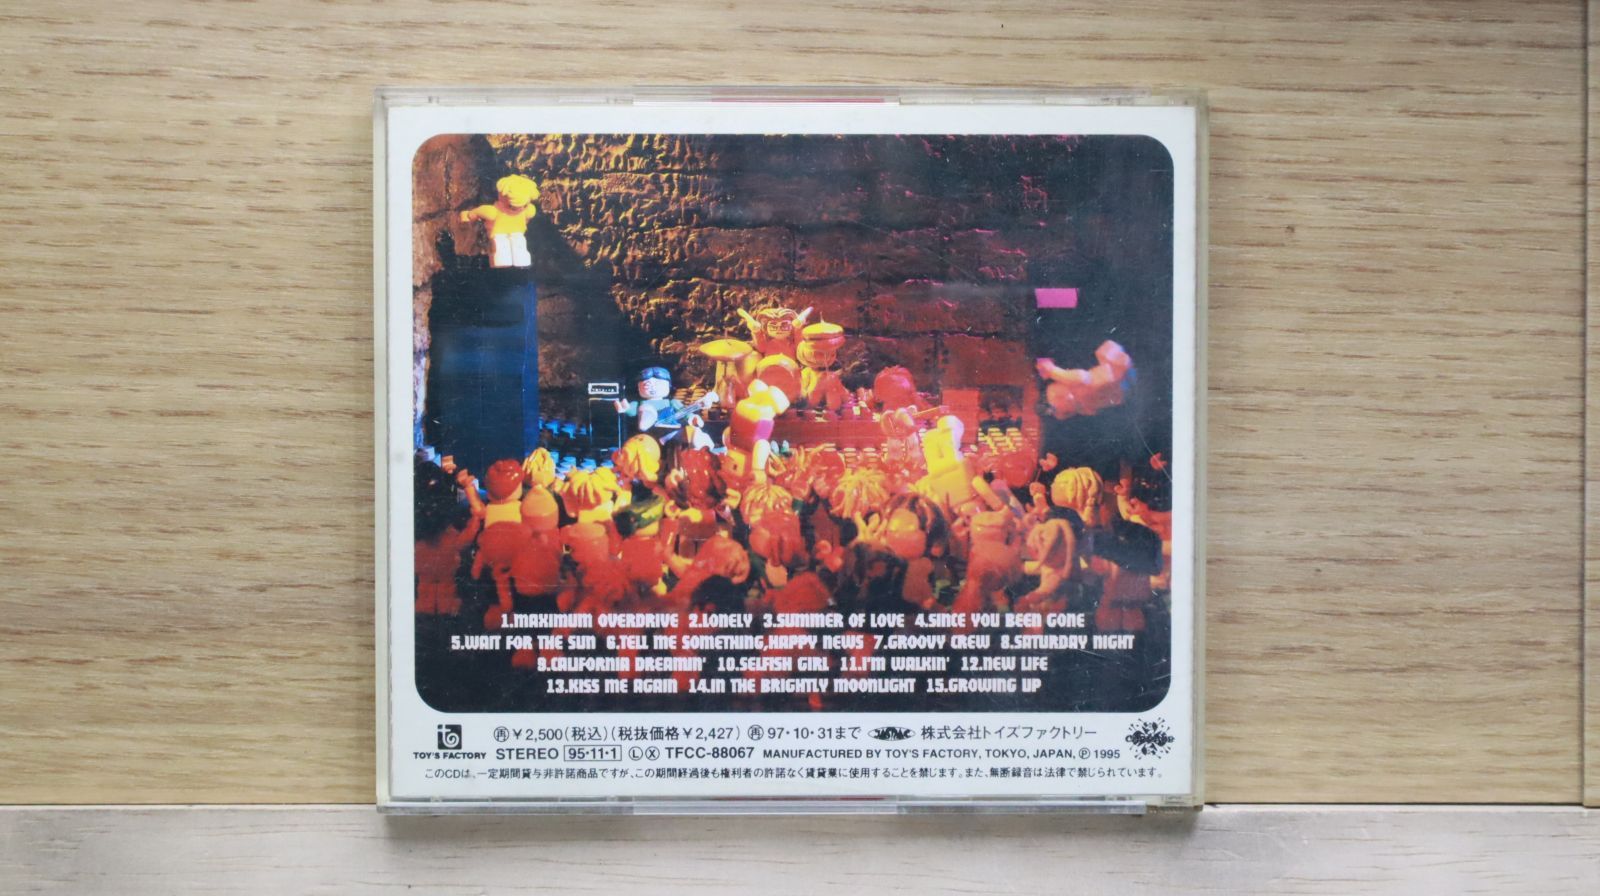 1.MAXIMUM OVERDRIVE 2.LONELY 3.SUMMER OF LOVE 4.SINCE YOU BEEN GONE
5.WAIT FOR THE SUN 6.TELL ME SOMETHING,HAPPY NEWS 7.GROOVY CREW 8.SATURDAY NIGHT
9.CALIFORNIA DREAMIN' 10.SELFISH GIRL 11.I'M WALKIN' 12.NEW LIFE
13.KISS ME AGAIN 14.IN THE BRIGHTLY MOONLIGHT 15.GROWING UP
TOY'S FACTORY
㊢¥2,500(税込)(税抜価格¥2,427) ㊢97・10・31まで 株式会社トイズファクトリー
STEREO 95・11・1 Ⓛ Ⓧ TFCC-88067 MANUFACTURED BY TOY'S FACTORY, TOKYO, JAPAN, Ⓟ 1995
このCDは、一定期間貸与非許諾商品ですが、この期間経過後も権利者の許諾なく賃貸業に使用することを禁じます。また、無断録音は法律で禁じられています。